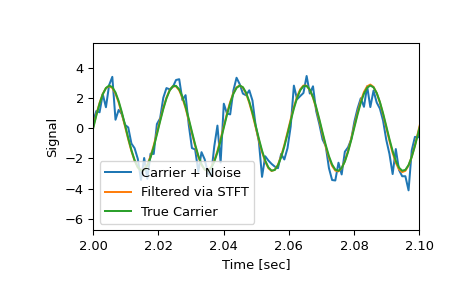 4
2
0
−2
−4
−6
Signal
Carrier + Noise
Filtered via STFT
True Carrier
2.00 2.02 2.04 2.06 2.08 2.10
Time [sec]